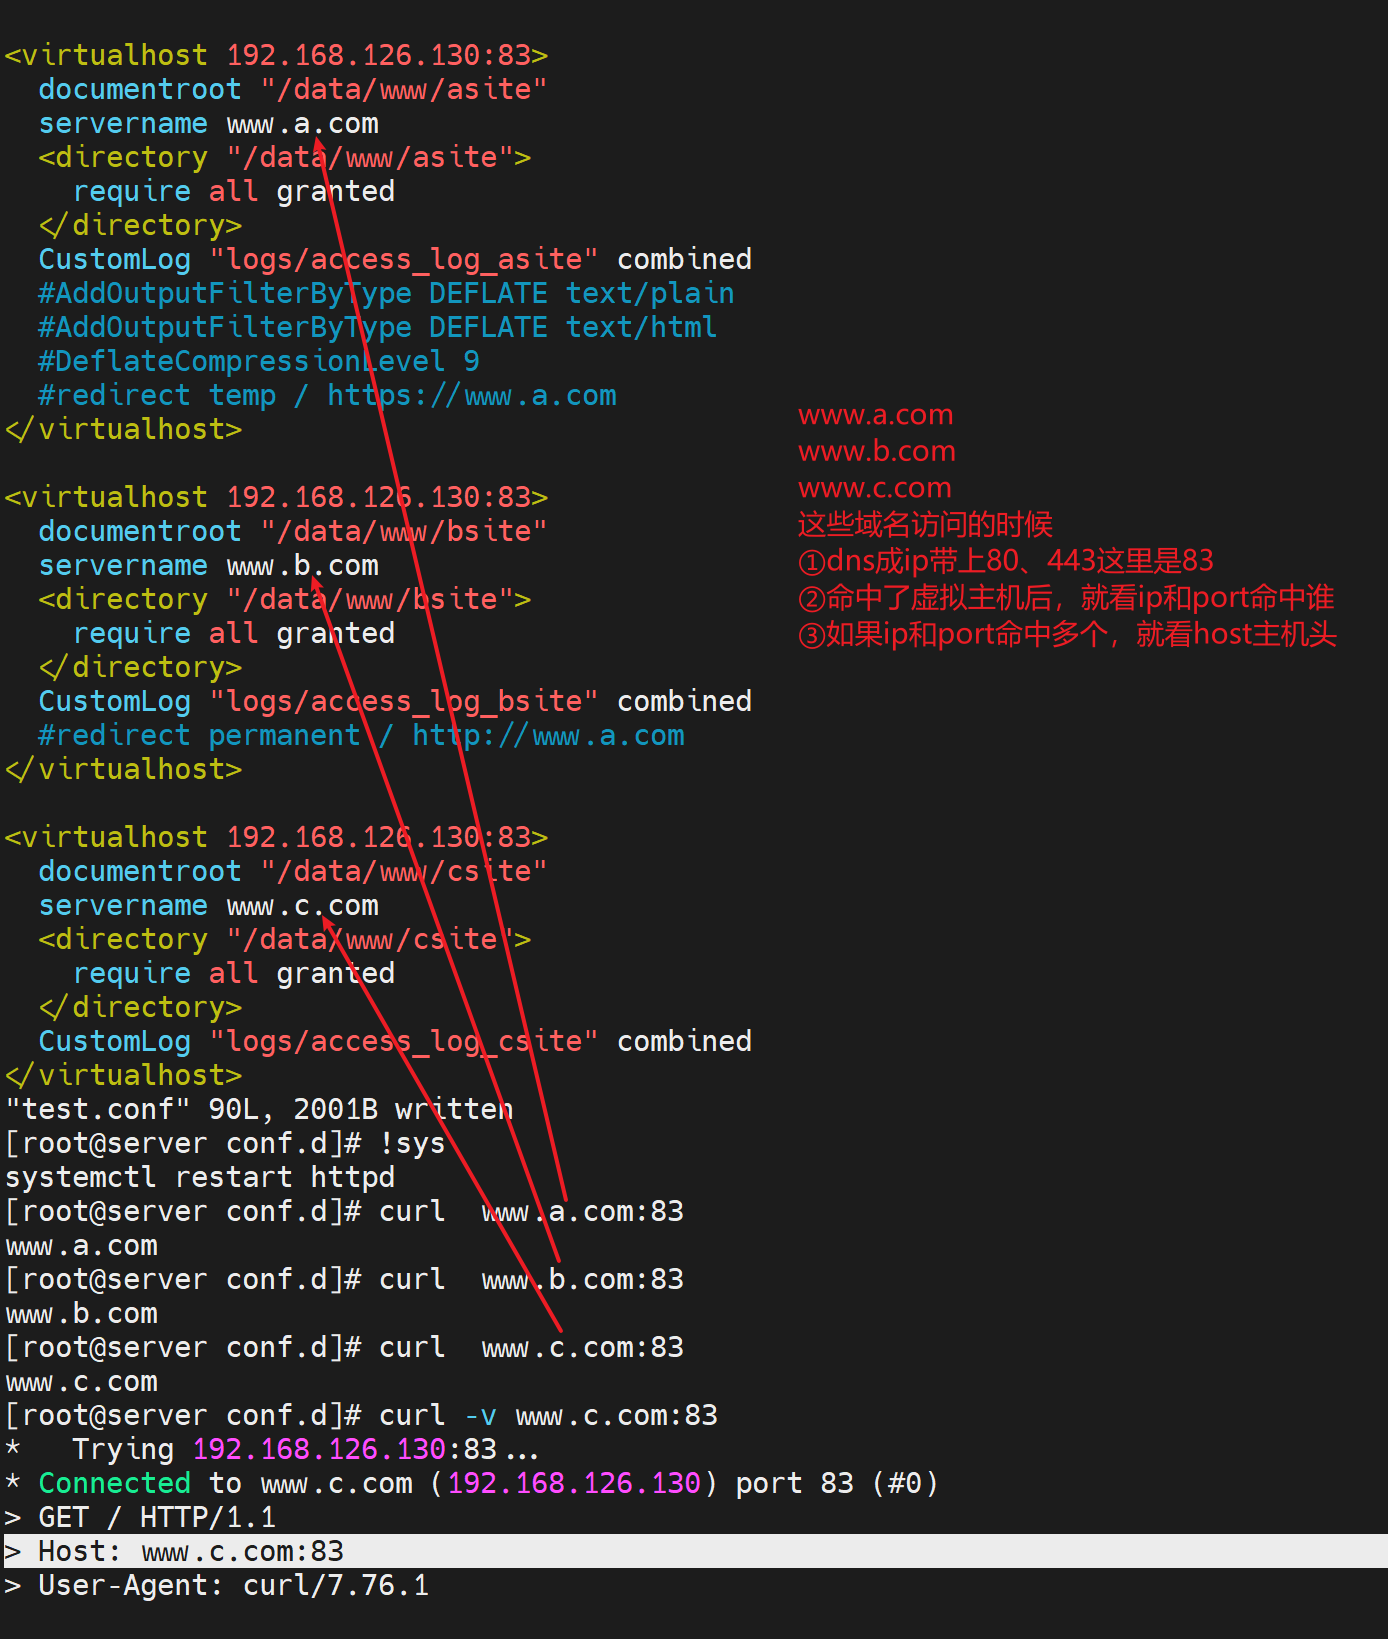 <virtualhost 192.168.126.130:83>
  documentroot "/data/www/asite"
  servername www.a.com
  <directory "/data/www/asite">
    require all granted
  </directory>
  CustomLog "logs/access_log_asite" combined
  #AddOutputFilterByType DEFLATE text/plain
  #AddOutputFilterByType DEFLATE text/html
  #DeflateCompressionLevel 9
  #redirect temp / https://www.a.com
</virtualhost>
www.a.com
www.b.com
www.c.com
这些域名访问的时候
①dns成ip带上80、443这里是83
②命中了虚拟主机后，就看ip和port命中谁
③如果ip和port命中多个，就看host主机头
<virtualhost 192.168.126.130:83>
  documentroot "/data/www/bsite"
  servername www.b.com
  <directory "/data/www/bsite">
    require all granted
  </directory>
  CustomLog "logs/access_log_bsite" combined
  #redirect permanent / http://www.a.com
</virtualhost>
<virtualhost 192.168.126.130:83>
  documentroot "/data/www/csite"
  servername www.c.com
  <directory "/data/www/csite">
    require all granted
  </directory>
  CustomLog "logs/access_log_csite" combined
</virtualhost>
"test.conf" 90L, 2001B written
[root@server conf.d]# !sys
systemctl restart httpd
[root@server conf.d]# curl  www.a.com:83
www.a.com
[root@server conf.d]# curl  www.b.com:83
www.b.com
[root@server conf.d]# curl  www.c.com:83
www.c.com
[root@server conf.d]# curl -v www.c.com:83
*   Trying 192.168.126.130:83...
* Connected to www.c.com (192.168.126.130) port 83 (#0)
> GET / HTTP/1.1
> Host: www.c.com:83
> User-Agent: curl/7.76.1